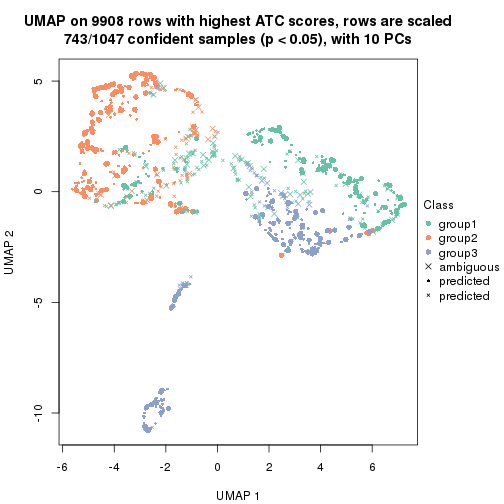 UMAP on 9908 rows with highest ATC scores, rows are scaled
743/1047 confident samples (p < 0.05), with 10 PCs
5
0
-5
-10
UMAP 2
-6
-4
-2
0
2
4
6
UMAP 1
Class
group1
group2
group3
ambiguous
predicted
predicted